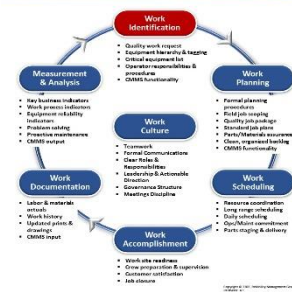 Work
Identification
• Quality work request
• Equipment hierarchy & tagging
• Critical equipment list
• Operator responsibilities &
procedures
• CMMS functionality
Measurement
& Analysis
• Key business indicators
• Work process indicators
• Equipment reliability
indicators
• Problem solving
• Proactive maintenance
• CMMS output
Work
Planning
• Formal planning
procedures
• Field job scoping
• Quality job package
• Standard job plans
• Parts/Materials assurance
• Clean, organized backlog
• CMMS functionality
Work
Culture
• Teamwork
• Formal Communications
• Clear Roles &
Responsibilities
• Leadership & Actionable
Direction
• Governance Structure
• Meetings Discipline
Work
Documentation
• Labor & materials
actuals
• Work history
• Updated prints &
drawings
• CMMS input
Work
Scheduling
• Resource coordination
• Long range scheduling
• Daily scheduling
• Ops/Maint commitment
• Parts staging & delivery
Work
Accomplishment
• Work site readiness
• Crew preparation & supervision
• Customer satisfaction
• Job closure